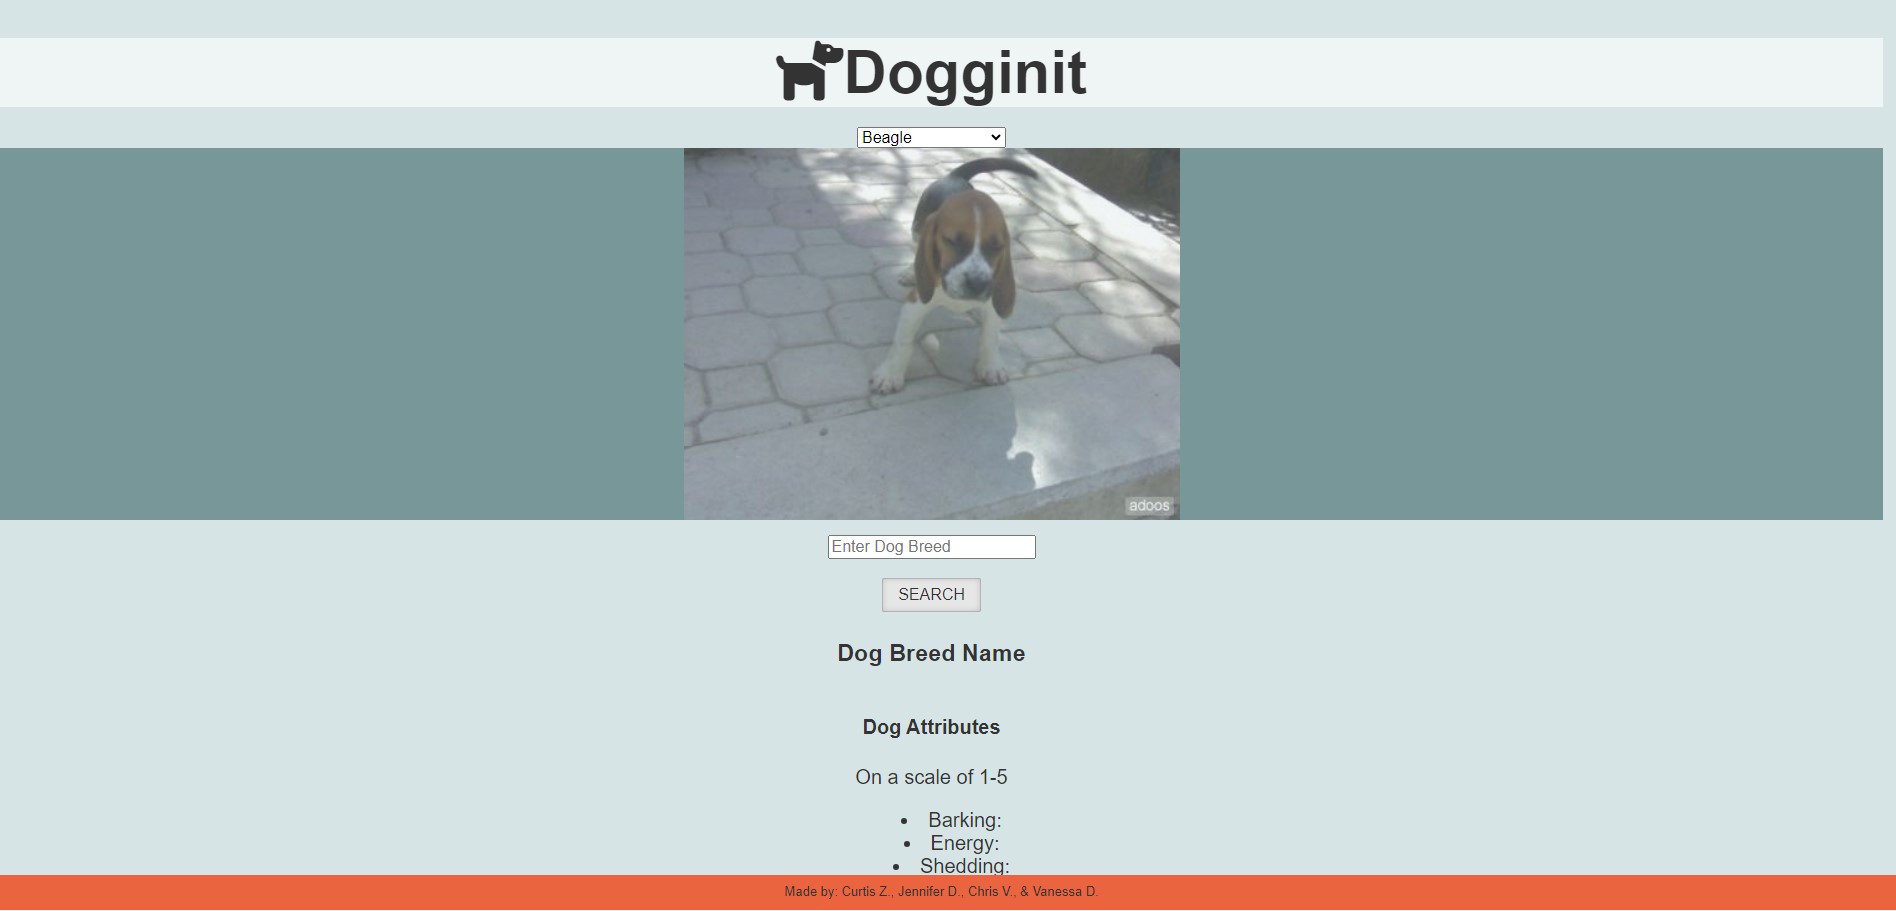 Dogginit
Beagle
adoos
Enter Dog Breed
SEARCH
Dog Breed Name
Dog Attributes
On a scale of 1-5
Barking:
Energy:
Shedding:
Made by: Curtis Z., Jennifer D., Chris V., & Vanessa D.